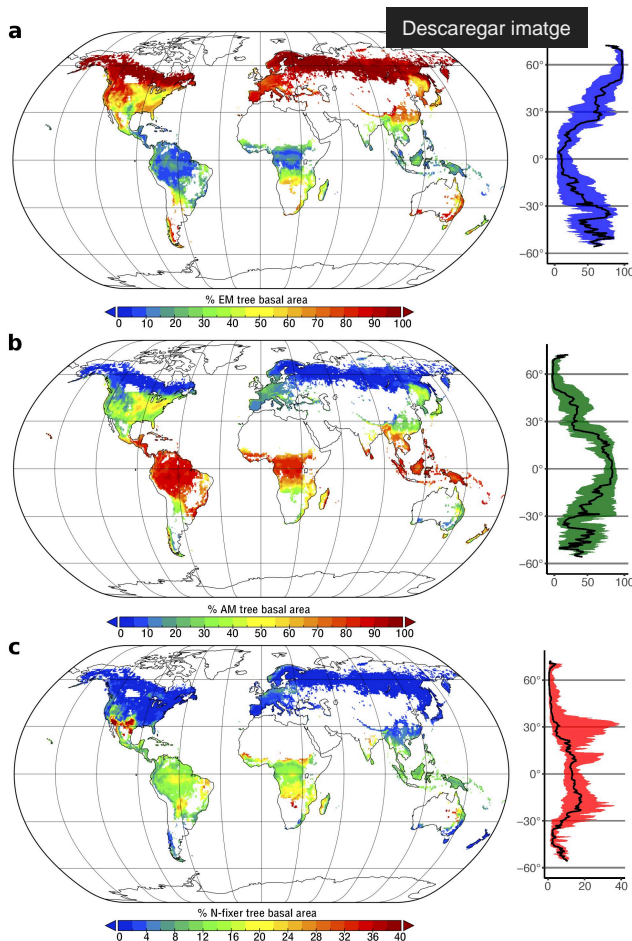 Descaregar imatge
a
60°
30°
0°
−30°
−60°
0 50 100
% EM tree basal area
0 10 20 30 40 50 60 70 80 90 100
b
60°
30°
0°
−30°
−60°
0 50 100
% AM tree basal area
0 10 20 30 40 50 60 70 80 90 100
c
60°
30°
0°
−30°
−60°
0 20 40
% N-fixer tree basal area
0 4 8 12 16 20 24 28 32 36 40